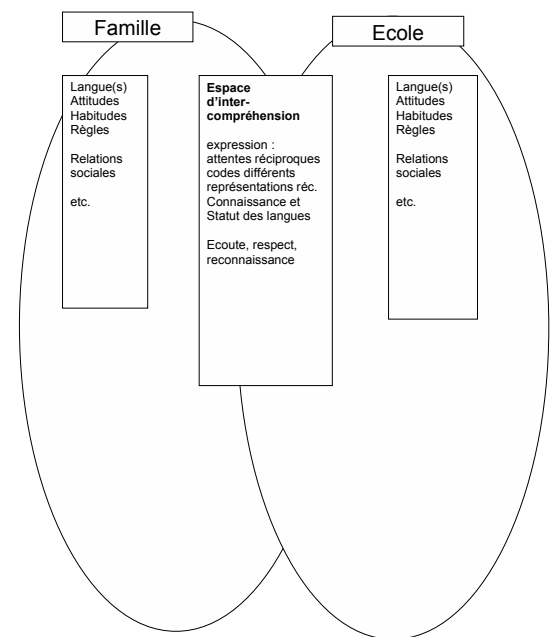 Famille
Ecole
Langue(s)
Attitudes
Habitudes
Règles
Relations
sociales
etc.
Espace
d'inter-
compréhension
expression :
attentes réciproques
codes différents
représentations réc.
Connaissance et
Statut des langues
Ecoute, respect,
reconnaissance
Langue(s)
Attitudes
Habitudes
Règles
Relations
sociales
etc.